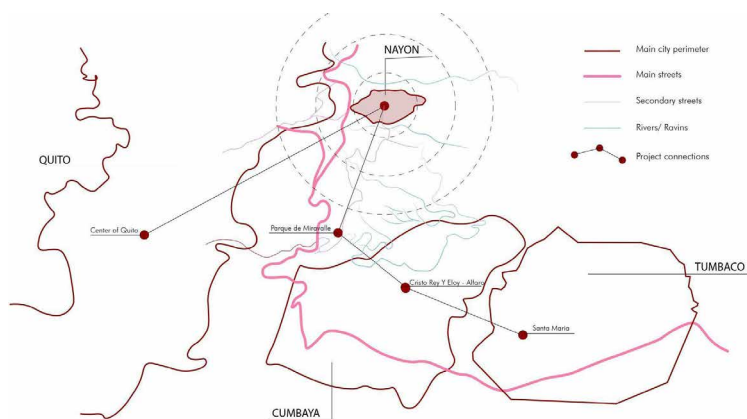 NAYON
Main city perimeter
Main streets
Secondary streets
Rivers/ Ravins
Project connections
QUITO
Center of Quito
Parque de Miravalle
TUMBACO
Cristo Rey Y Eloy - Alfaro
Santa Maria
CUMBAYA